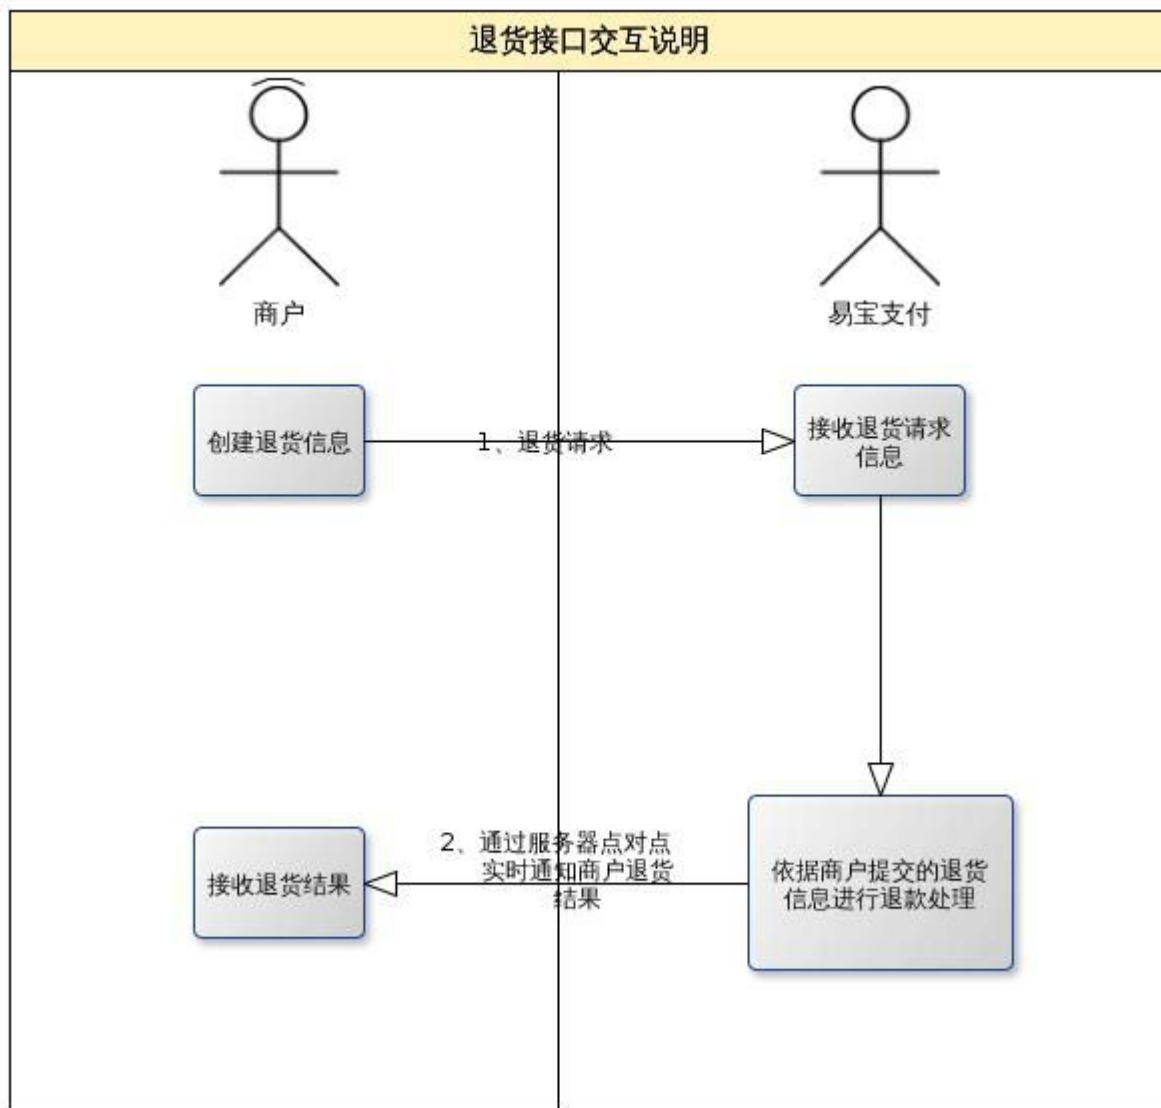 退货接口交互说明
商户
易宝支付
创建退货信息
1、退货请求
接收退货请求
信息
接收退货结果
2、通过服务器点对点
实时通知商户退货
结果
依据商户提交的退货
信息进行退款处理